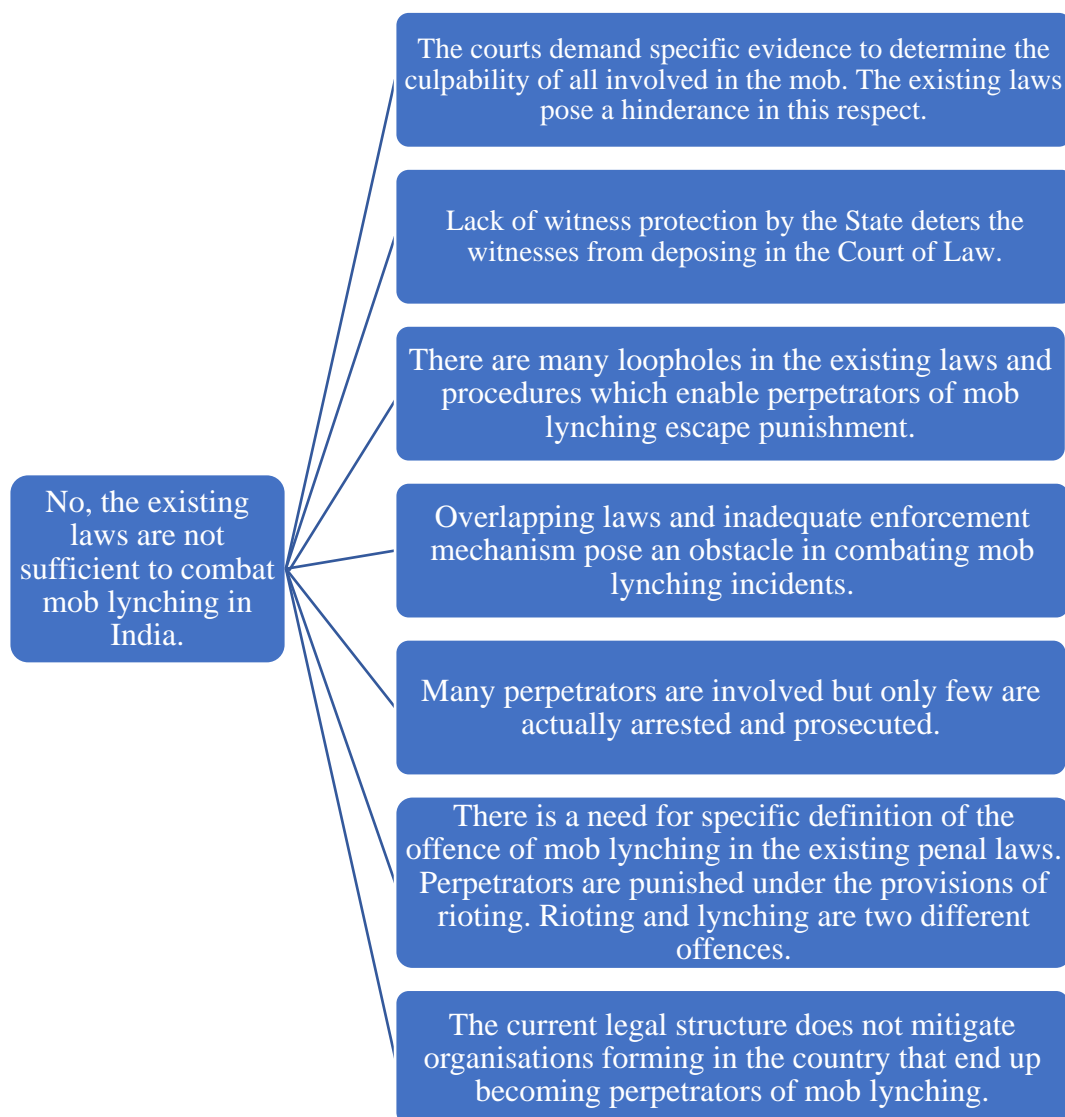 No, the existing
laws are not
sufficient to combat
mob lynching in
India.
The courts demand specific evidence to determine the
culpability of all involved in the mob. The existing laws
pose a hinderance in this respect.
Lack of witness protection by the State deters the
witnesses from deposing in the Court of Law.
There are many loopholes in the existing laws and
procedures which enable perpetrators of mob
lynching escape punishment.
Overlapping laws and inadequate enforcement
mechanism pose an obstacle in combating mob
lynching incidents.
Many perpetrators are involved but only few are
actually arrested and prosecuted.
There is a need for specific definition of the
offence of mob lynching in the existing penal laws.
Perpetrators are punished under the provisions of
rioting. Rioting and lynching are two different
offences.
The current legal structure does not mitigate
organisations forming in the country that end up
becoming perpetrators of mob lynching.